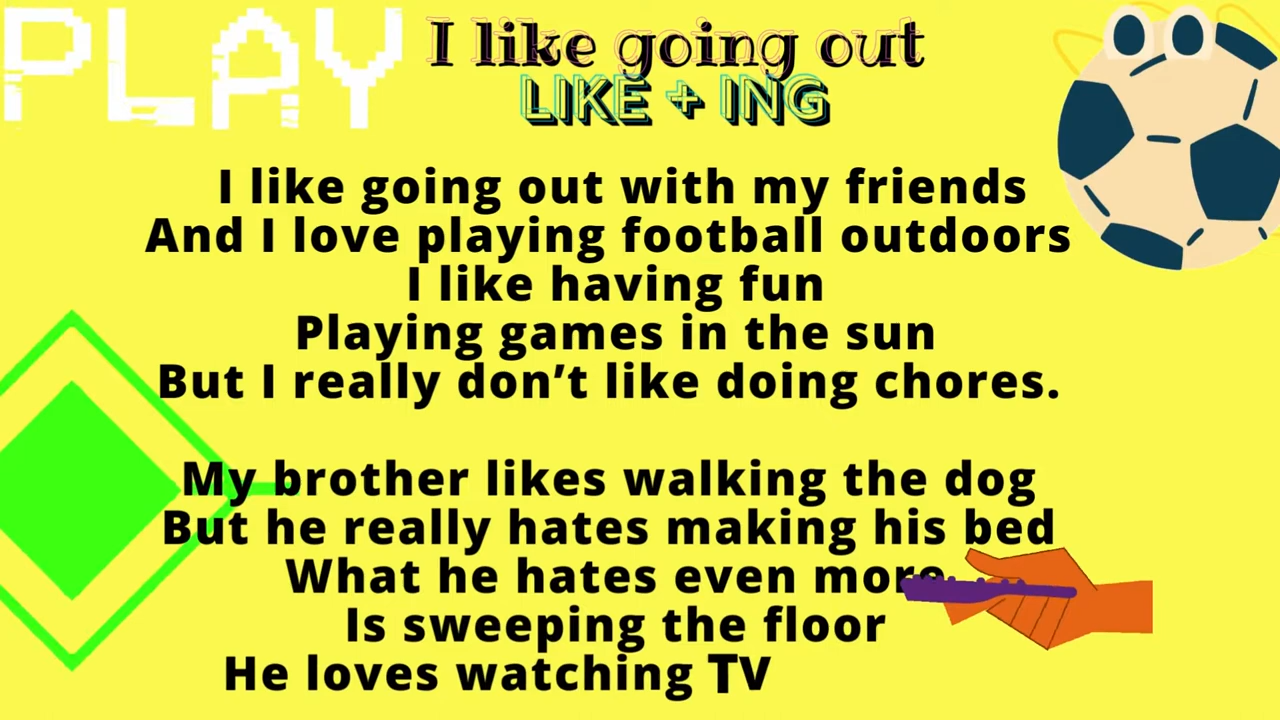 PLAY
I like going out
LIKE + ING
I like going out with my friends
And I love playing football outdoors
I like having fun
Playing games in the sun
But I really don’t like doing chores.
My brother likes walking the dog
But he really hates making his bed
What he hates even more
Is sweeping the floor
He loves watching TV